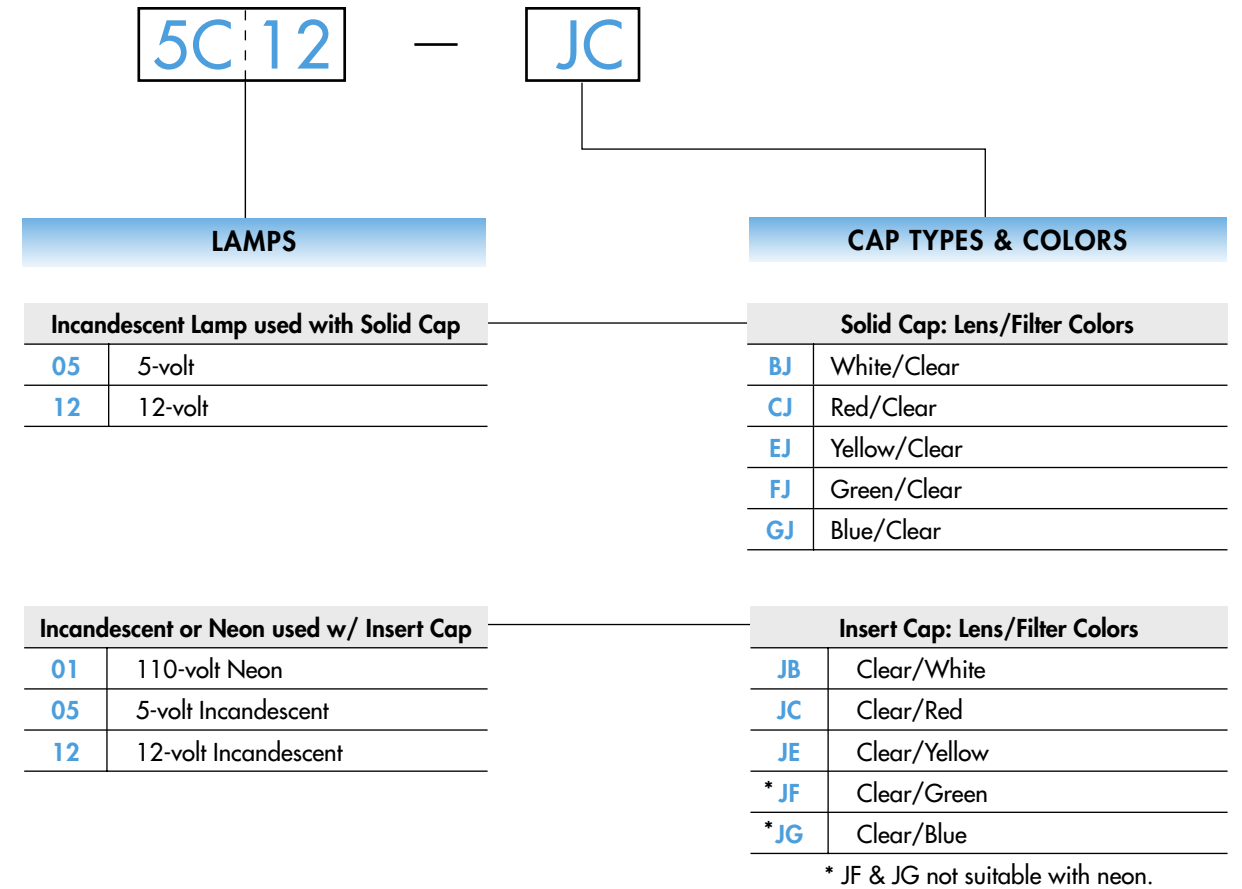 5C 12 — JC
LAMPS
CAP TYPES & COLORS
Incandescent Lamp used with Solid Cap
05 5-volt
12 12-volt
Solid Cap: Lens/Filter Colors
BJ White/Clear
CJ Red/Clear
EJ Yellow/Clear
FJ Green/Clear
GJ Blue/Clear
Incandescent or Neon used w/ Insert Cap
01 110-volt Neon
05 5-volt Incandescent
12 12-volt Incandescent
Insert Cap: Lens/Filter Colors
JB Clear/White
JC Clear/Red
JE Clear/Yellow
* JF Clear/Green
* JG Clear/Blue
* JF & JG not suitable with neon.